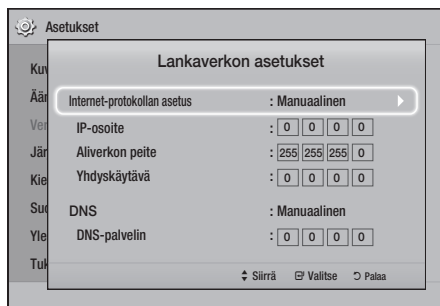 Asetukset
Lankaverkon asetukset
Internet-protokollan asetus : Manuaalinen
IP-osoite : 0 0 0 0
Aliverkon peite : 255 255 255 0
Yhdyskäytävä : 0 0 0 0
DNS : Manuaalinen
DNS-palvelin : 0 0 0 0
Siirrä Valitse Palaa